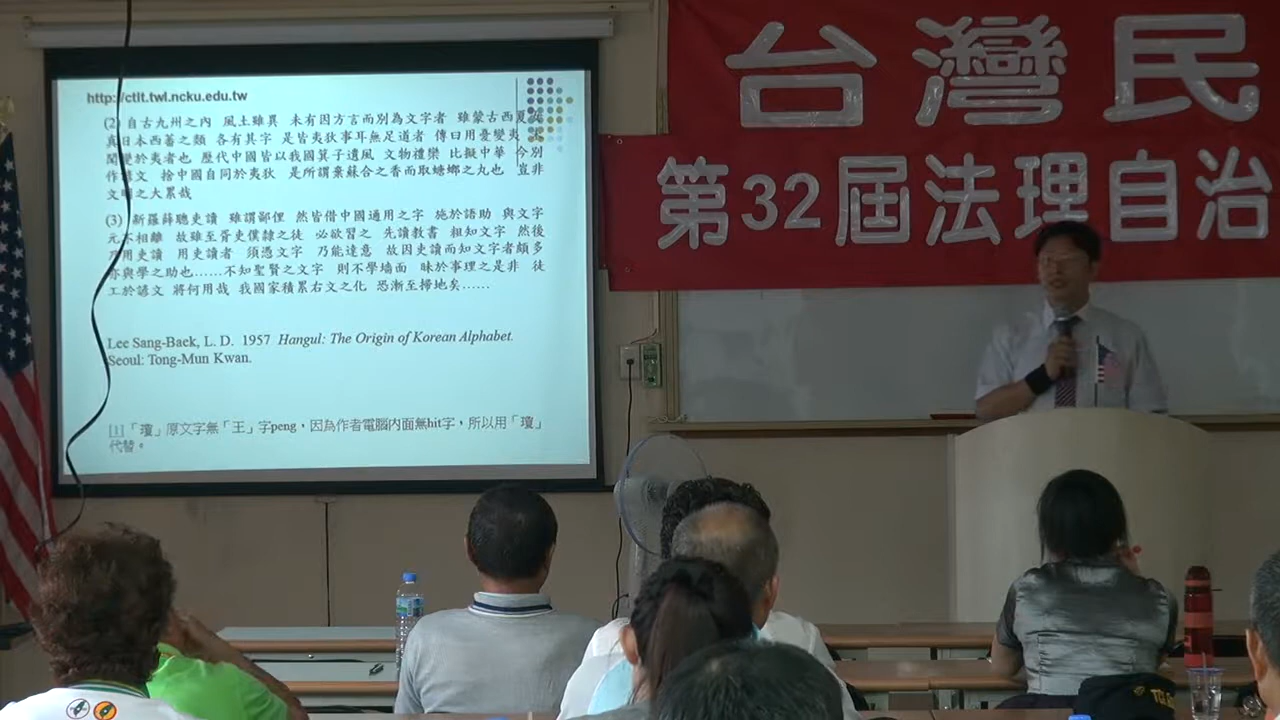 http://ctlt.twl.ncku.edu.tw
(2) 自古九州之內 風土雖異 未有因方言而別為文字者 雖蒙古西夏女
真日本西蕃之類 各有其字 是皆夷狄事耳無足道者 傳曰用夏變夷
聞變於夷者也 歷代中國皆以我國箕子遺風 文物禮樂 比擬中華 今別
作諺文 捨中國自同於夷狄 是所謂棄蘇合之香而取螗螂之丸也 豈非
文明之大累哉
(3) 新羅薛聰吏讀 雖謂鄙俚 然皆借中國通用之字 施於語助 與文字
元不相離 故雖至胥吏僕隸之徒 必欲習之 先讀數書 粗知文字 然後
乃用吏讀 用吏讀者 須憑文字 乃能達意 故因吏讀而知文字者頗多
亦興學之助也......不知聖賢之文字 則不學墻面 昧於事理之是非 徒
工於諺文 將何用哉 我國家積累右文之化 恐漸至掃地矣......
Lee Sang-Baek, L. D. 1957 Hangul: The Origin of Korean Alphabet.
Seoul: Tong-Mun Kwan.
[1]「瓊」原文字無「王」字peng，因為作者電腦內面無hit字，所以用「瓊」
代替。
台灣民
第32屆法理自治